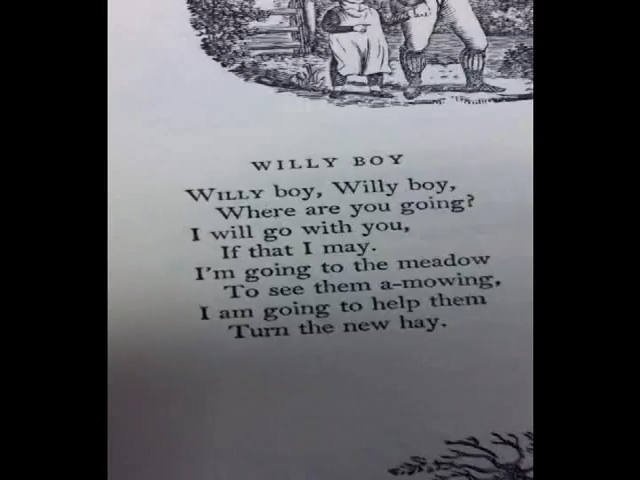 WILLY BOY
WILLY boy, Willy boy,
Where are you going?
I will go with you,
If that I may.
I'm going to the meadow
To see them a-mowing,
I am going to help them
Turn the new hay.